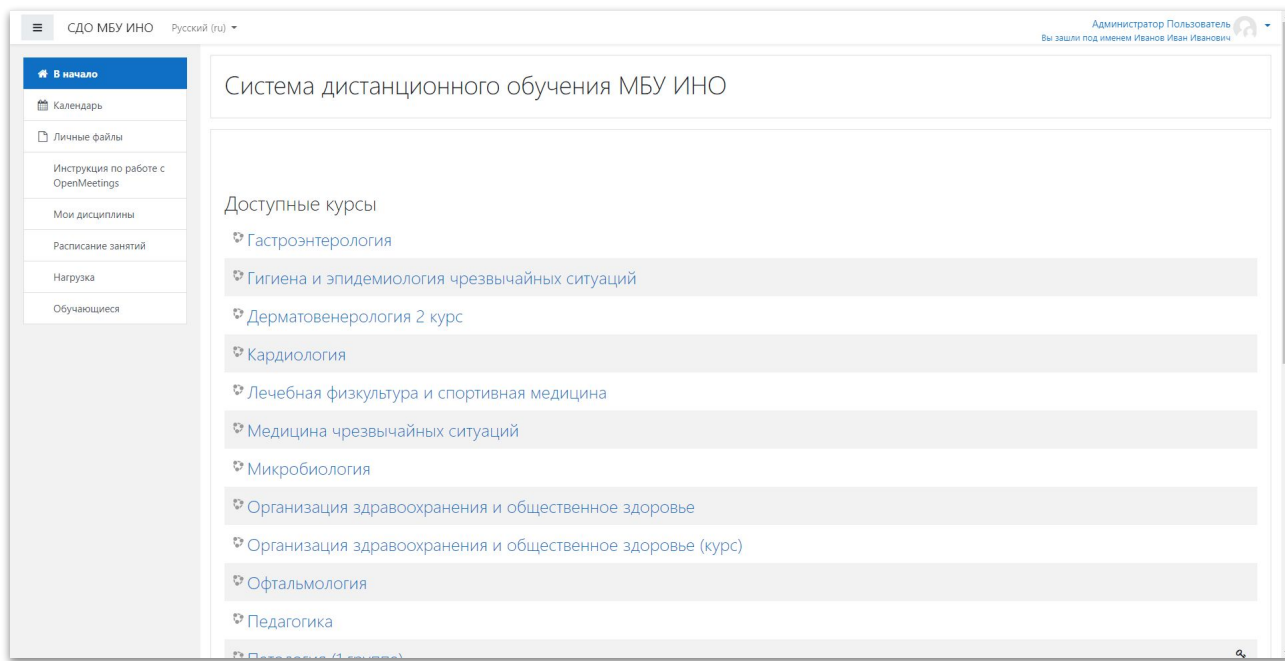 СДО МБУ ИНО Русский (ru)
Администратор Пользователь
Вы зашли под именем Иванов Иван Иванович
В начало
Календарь
Личные файлы
Инструкция по работе с
OpenMeetings
Мои дисциплины
Расписание занятий
Нагрузка
Обучающиеся
Система дистанционного обучения МБУ ИНО
Доступные курсы
Гастроэнтерология
Гигиена и эпидемиология чрезвычайных ситуаций
Дерматовенерология 2 курс
Кардиология
Лечебная физкультура и спортивная медицина
Медицина чрезвычайных ситуаций
Микробиология
Организация здравоохранения и общественное здоровье
Организация здравоохранения и общественное здоровье (курс)
Офтальмология
Педагогика